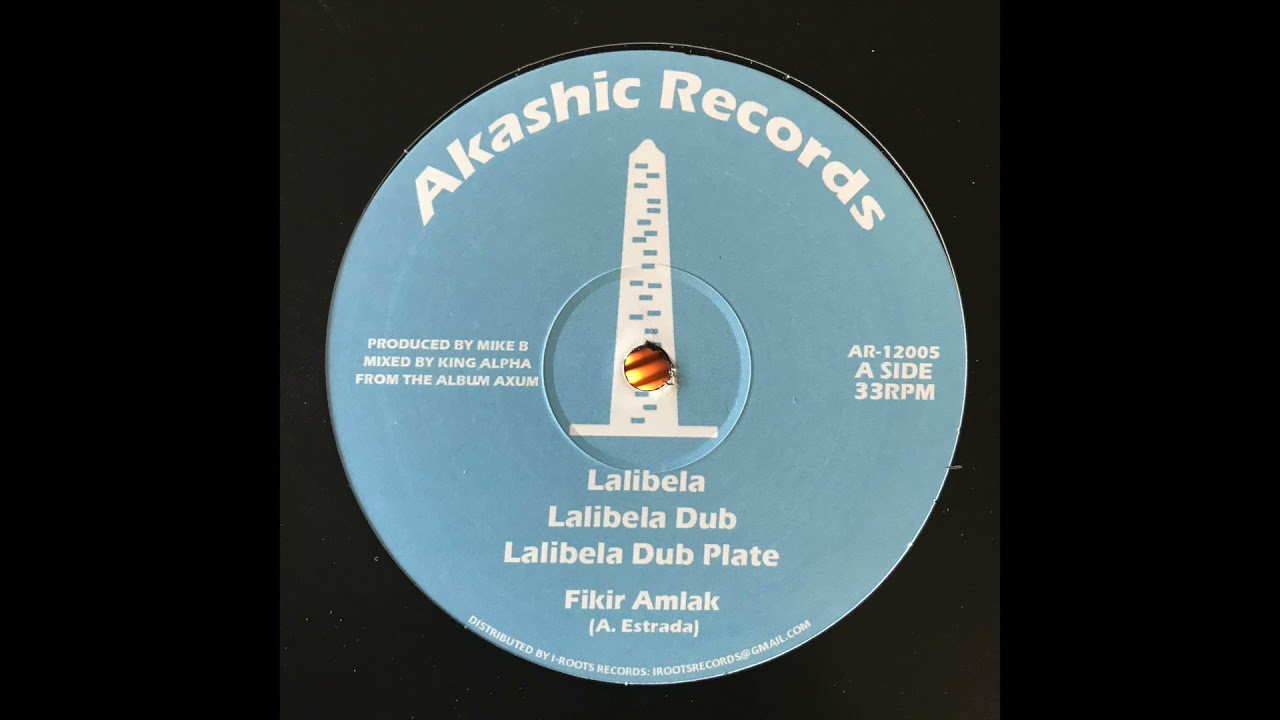 Akashic Records
PRODUCED BY MIKE B
MIXED BY KING ALPHA
FROM THE ALBUM AXUM
AR-12005
A SIDE
33RPM
Lalibela
Lalibela Dub
Lalibela Dub Plate
Fikir Amlak
(A. Estrada)
DISTRIBUTED BY I-ROOTS RECORDS: IROOTSRECORDS@GMAIL.COM